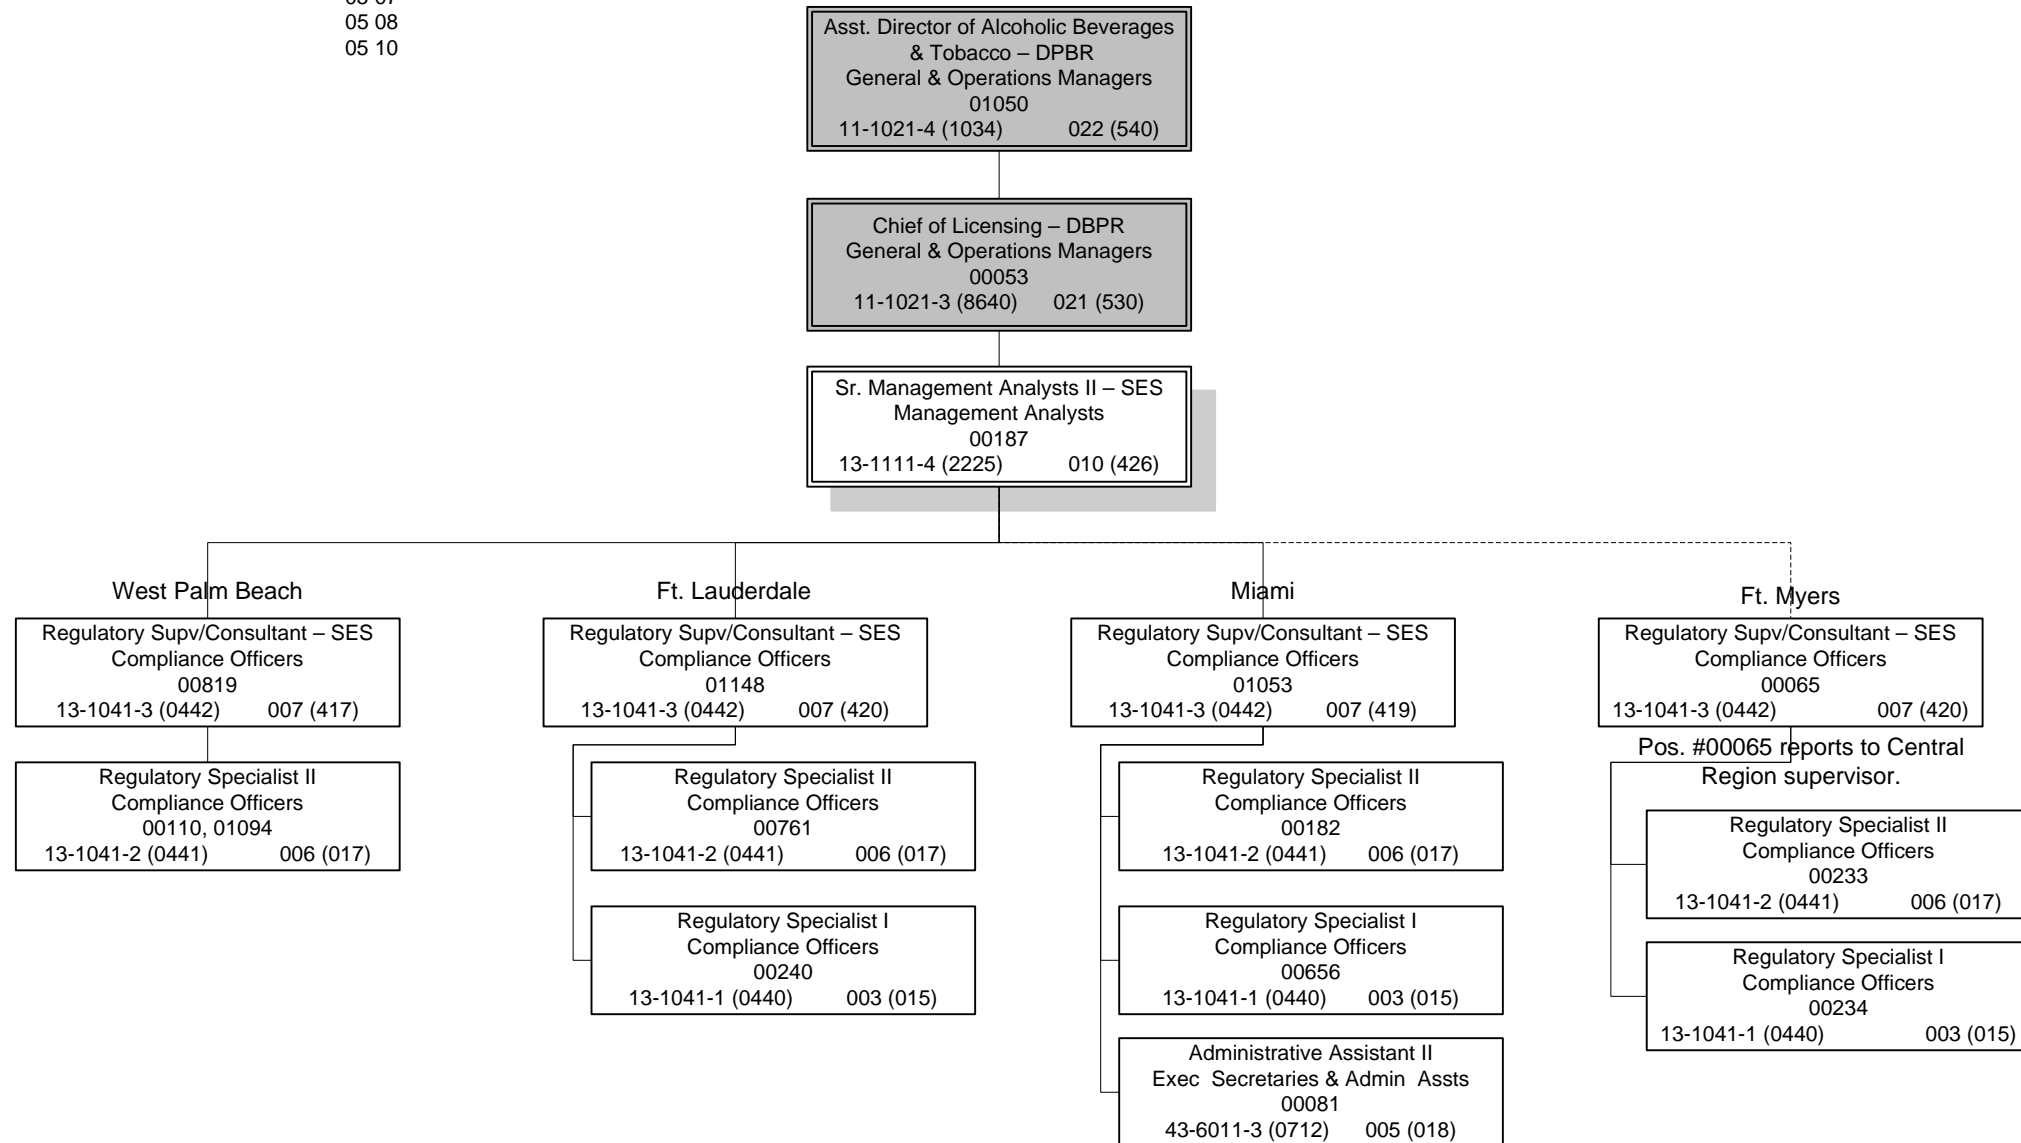 05 08
05 10
Asst. Director of Alcoholic Beverages
& Tobacco – DPBR
General & Operations Managers
01050
11-1021-4 (1034) 022 (540)
Chief of Licensing – DBPR
General & Operations Managers
00053
11-1021-3 (8640) 021 (530)
Sr. Management Analysts II – SES
Management Analysts
00187
13-1111-4 (2225) 010 (426)
West Palm Beach
Regulatory Supv/Consultant – SES
Compliance Officers
00819
13-1041-3 (0442) 007 (417)
Regulatory Specialist II
Compliance Officers
00110, 01094
13-1041-2 (0441) 006 (017)
Ft. Lauderdale
Regulatory Supv/Consultant – SES
Compliance Officers
01148
13-1041-3 (0442) 007 (420)
Regulatory Specialist II
Compliance Officers
00761
13-1041-2 (0441) 006 (017)
Regulatory Specialist I
Compliance Officers
00240
13-1041-1 (0440) 003 (015)
Miami
Regulatory Supv/Consultant – SES
Compliance Officers
01053
13-1041-3 (0442) 007 (419)
Regulatory Specialist II
Compliance Officers
00182
13-1041-2 (0441) 006 (017)
Regulatory Specialist I
Compliance Officers
00656
13-1041-1 (0440) 003 (015)
Administrative Assistant II
Exec Secretaries & Admin Assts
00081
43-6011-3 (0712) 005 (018)
Ft. Myers
Regulatory Supv/Consultant – SES
Compliance Officers
00065
13-1041-3 (0442) 007 (420)
Pos. #00065 reports to Central
Region supervisor.
Regulatory Specialist II
Compliance Officers
00233
13-1041-2 (0441) 006 (017)
Regulatory Specialist I
Compliance Officers
00234
13-1041-1 (0440) 003 (015)